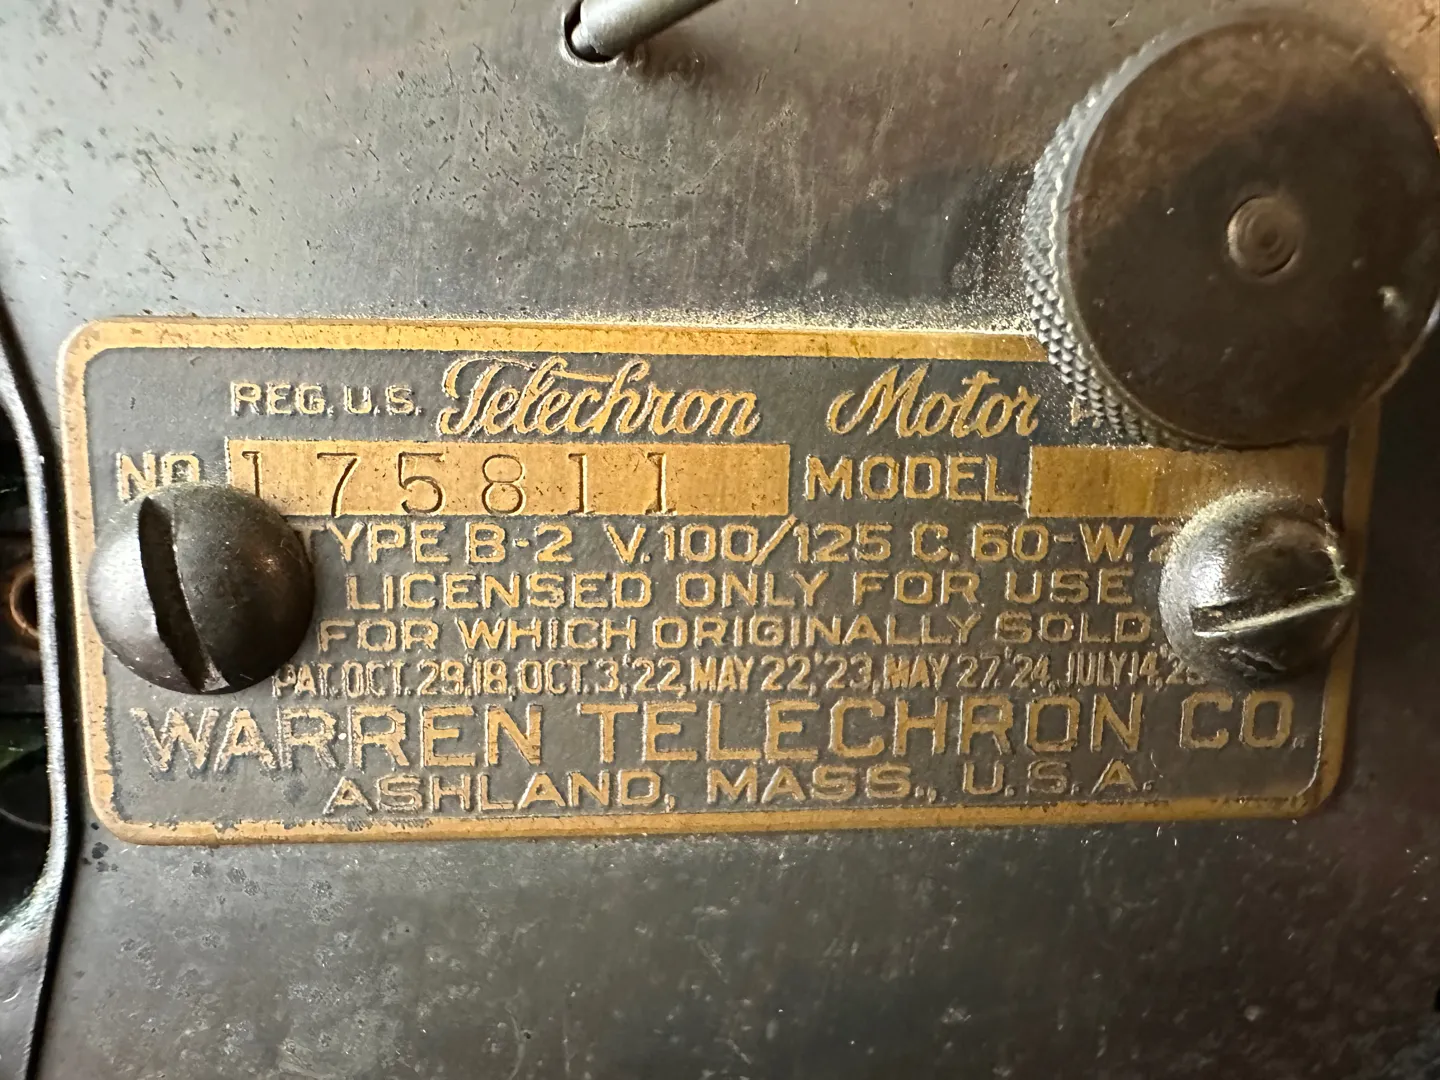 REG. U.S. Telechron Motor
NO. 175811 MODEL
TYPE B-2 V. 100/125 C. 60-W. 2
LICENSED ONLY FOR USE
FOR WHICH ORIGINALLY SOLD.
PAT. OCT. 29,'18, OCT. 3,'22, MAY 22,'23, MAY 27,'24, JULY 14,'25
WARREN TELECHRON CO.
ASHLAND, MASS., U.S.A.